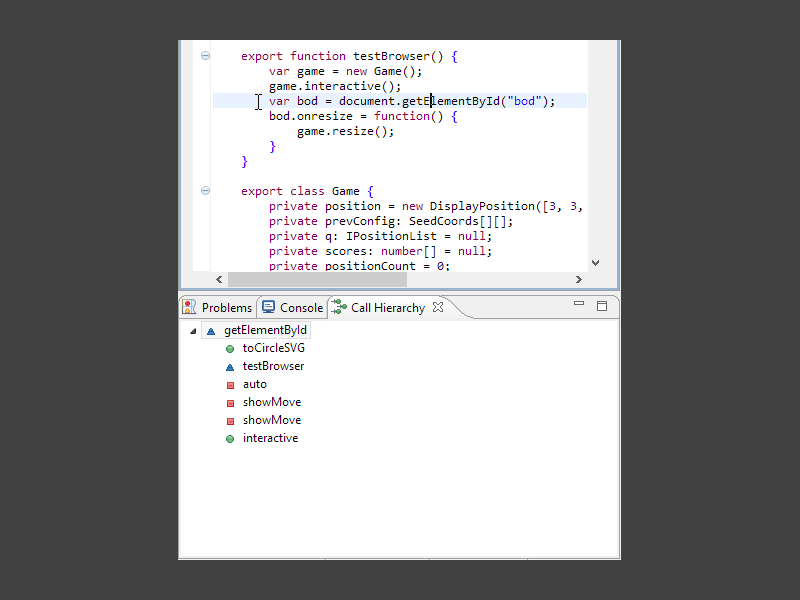 export function testBrowser() {
var game = new Game();
game.interactive();
var bod = document.getElementById("bod");
bod.onresize = function() {
game.resize();
}
}
export class Game {
private position = new DisplayPosition([3, 3,
private prevConfig: SeedCoords[][];
private q: IPositionList = null;
private scores: number[] = null;
private positionCount = 0;
Problems Console Call Hierarchy
getElementById
toCircleSVG
testBrowser
auto
showMove
showMove
interactive